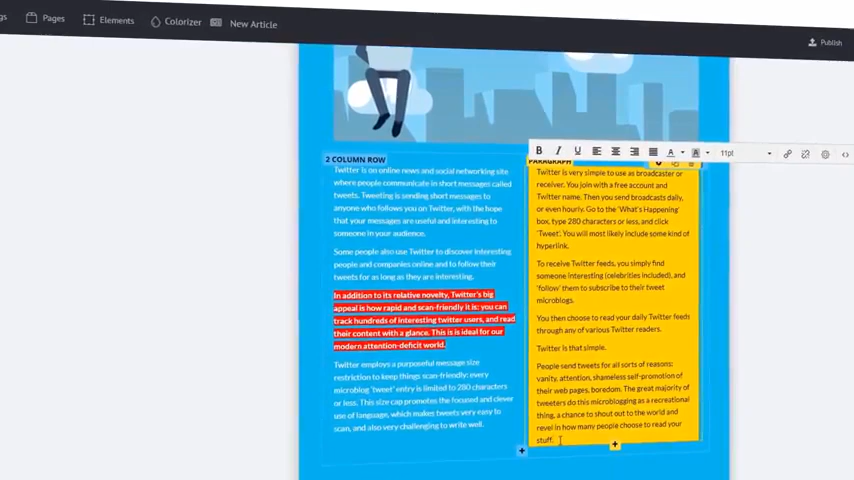 gs Pages Elements Colorizer New Article
Publish
2 COLUMN ROW
Twitter is on online news and social networking site
where people communicate in short messages called
tweets. Tweeting is sending short messages to
anyone who follows you on Twitter, with the hope
that your messages are useful and interesting to
someone in your audience.
Some people also use Twitter to discover interesting
people and companies online and to follow their
tweets for as long as they are interesting.
In addition to its relative novelty, Twitter's big
appeal is how rapid and scan-friendly it is: you can
track hundreds of interesting twitter users, and read
their content with a glance. This is is ideal for our
modern attention-deficit world.
Twitter employs a purposeful message size
restriction to keep things scan-friendly: every
microblog 'tweet' entry is limited to 280 characters
or less. This size cap promotes the focused and clever
use of language, which makes tweets very easy to
scan, and also very challenging to write well.
B I U A A 11pt
PARAGRAPH
Twitter is very simple to use as broadcaster or
receiver. You join with a free account and
Twitter name. Then you send broadcasts daily,
or even hourly. Go to the 'What's Happening'
box, type 280 characters or less, and click
'Tweet'. You will most likely include some kind of
hyperlink.
To receive Twitter feeds, you simply find
someone interesting (celebrities included), and
'follow' them to subscribe to their tweet
microblogs.
You then choose to read your daily Twitter feeds
through any of various Twitter readers.
Twitter is that simple.
People send tweets for all sorts of reasons:
vanity, attention, shameless self-promotion of
their web pages, boredom. The great majority of
tweeters do this microblogging as a recreational
thing, a chance to shout out to the world and
revel in how many people choose to read your
stuff.